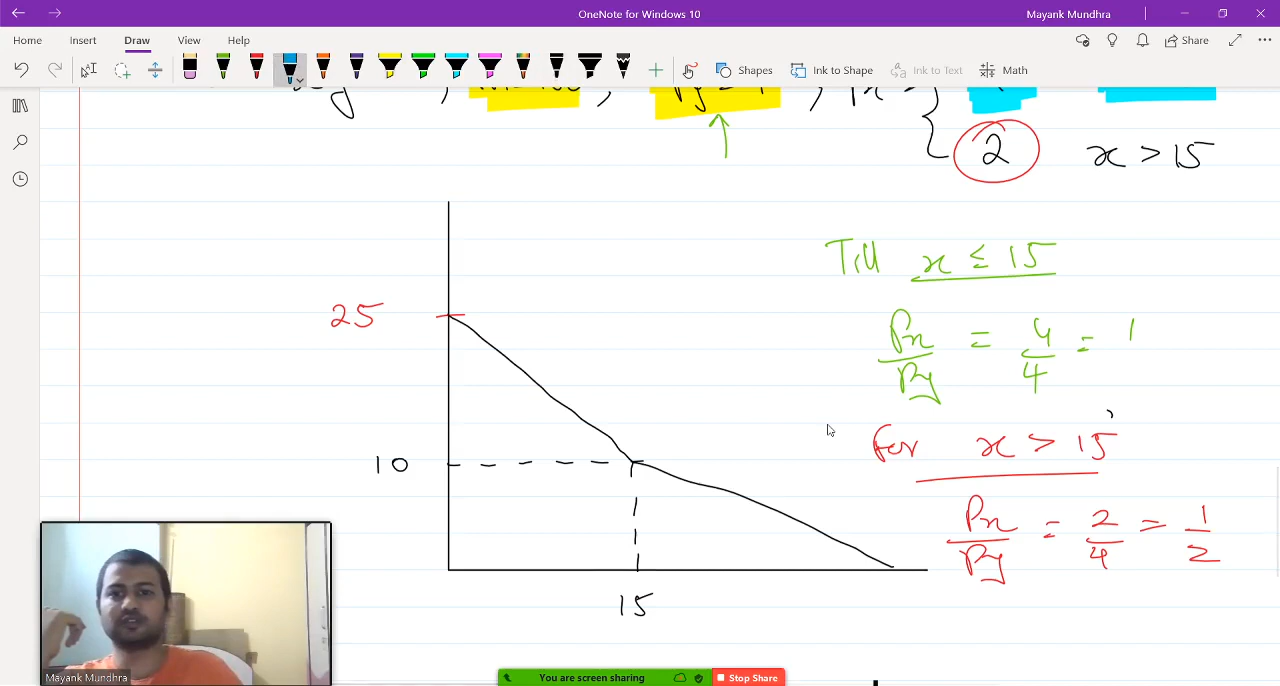 OneNote for Windows 10
Mayank Mundhra
Home Insert Draw View Help
Share
Shapes Ink to Shape Ink to Text Math
2 x > 15
Till x ≤ 15
25
Px/Py = 4/4 = 1
For x > 15
10
Px/Py = 2/4 = 1/2
15
Mayank Mundhra
You are screen sharing Stop Share